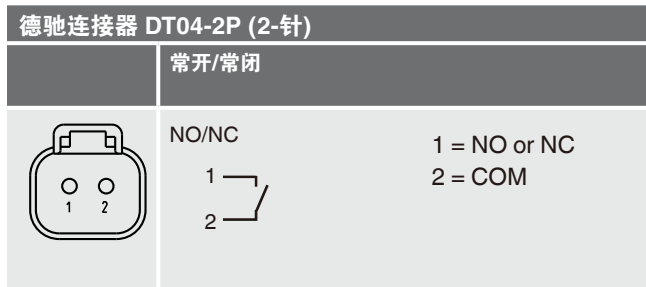 德驰连接器 DT04-2P (2-针)
常开/常闭
NO/NC
1
2
1 = NO or NC
2 = COM
1 2